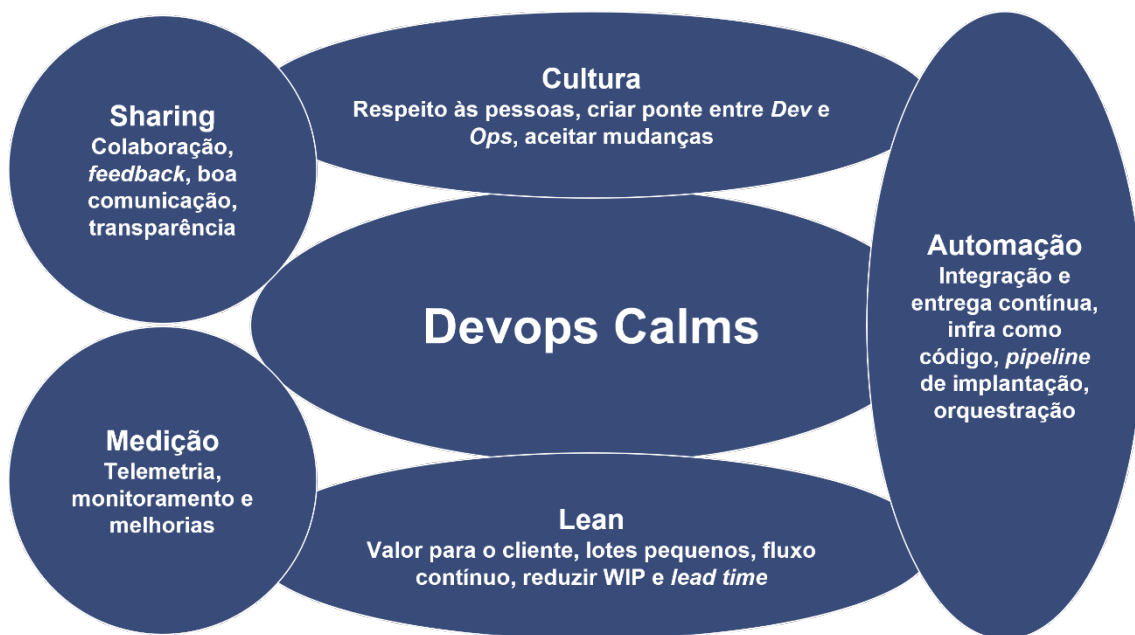 Cultura
Respeito às pessoas, criar ponte entre Dev e
Ops, aceitar mudanças
Sharing
Colaboração,
feedback, boa
comunicação,
transparência
Devops Calms
Automação
Integração e
entrega contínua,
infra como
código, pipeline
de implantação,
orquestração
Medição
Telemetria,
monitoramento e
melhorias
Lean
Valor para o cliente, lotes pequenos, fluxo
contínuo, reduzir WIP e lead time